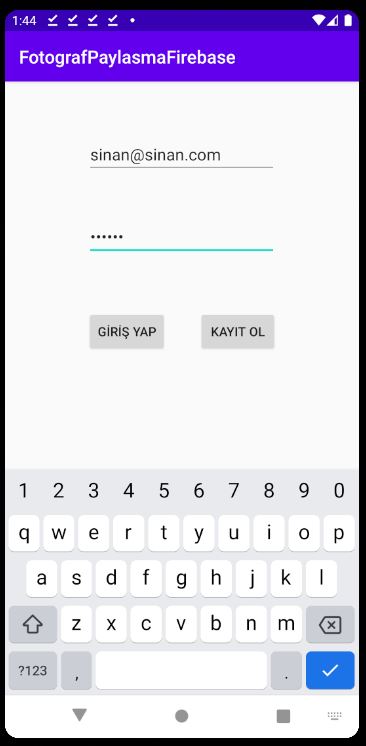 1:44
FotografPaylasmaFirebase
sinan@sinan.com
••••••
GİRİŞ YAP KAYIT OL
1 2 3 4 5 6 7 8 9 0
q w e r t y u i o p
a s d f g h j k l
z x c v b n m
?123 , .